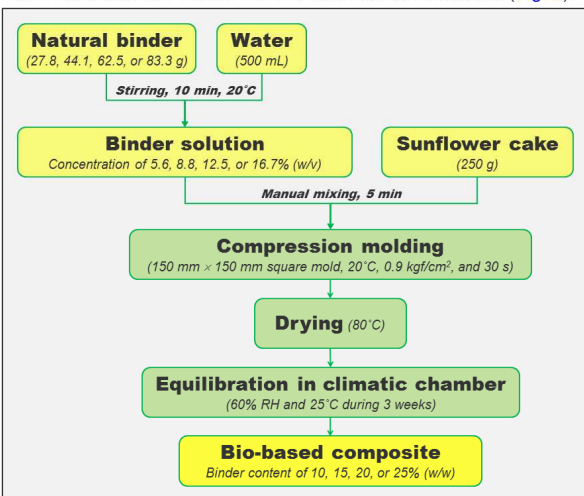 Natural binder
(27.8, 44.1, 62.5, or 83.3 g)
Water
(500 mL)
Stirring, 10 min, 20˚C
Binder solution
Concentration of 5.6, 8.8, 12.5, or 16.7% (w/v)
Sunflower cake
(250 g)
Manual mixing, 5 min
Compression molding
(150 mm × 150 mm square mold, 20˚C, 0.9 kgf/cm², and 30 s)
Drying (80˚C)
Equilibration in climatic chamber
(60% RH and 25˚C during 3 weeks)
Bio-based composite
Binder content of 10, 15, 20, or 25% (w/w)